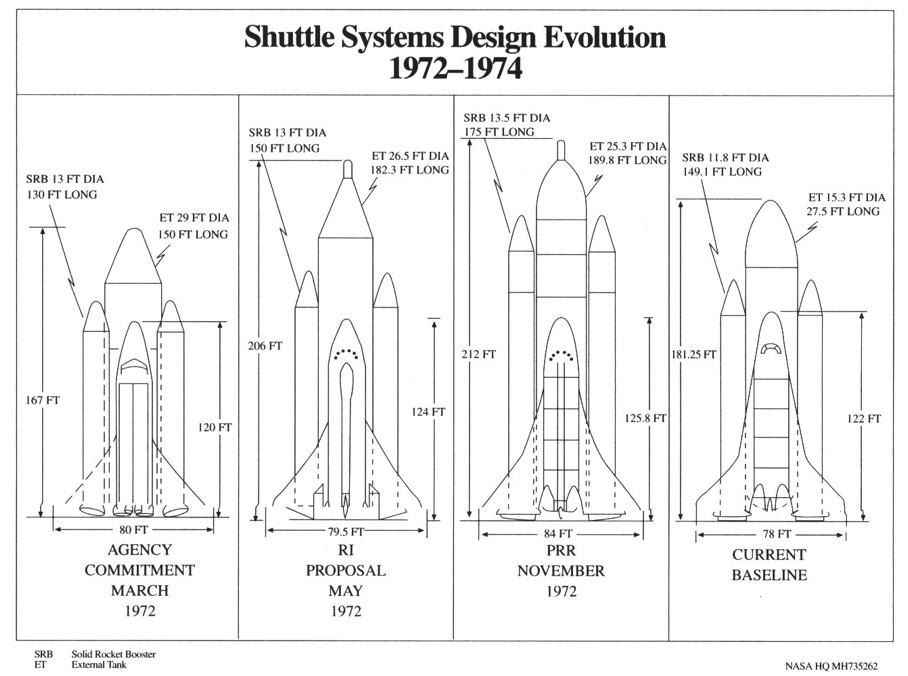 Shuttle Systems Design Evolution
1972–1974
SRB 13 FT DIA
130 FT LONG
ET 29 FT DIA
150 FT LONG
167 FT
120 FT
80 FT
AGENCY
COMMITMENT
MARCH
1972
SRB 13 FT DIA
150 FT LONG
ET 26.5 FT DIA
182.3 FT LONG
206 FT
124 FT
79.5 FT
RI
PROPOSAL
MAY
1972
SRB 13.5 FT DIA
175 FT LONG
ET 25.3 FT DIA
189.8 FT LONG
212 FT
125.8 FT
84 FT
PRR
NOVEMBER
1972
SRB 11.8 FT DIA
149.1 FT LONG
ET 15.3 FT DIA
27.5 FT LONG
181.25 FT
122 FT
78 FT
CURRENT
BASELINE
SRB Solid Rocket Booster
ET External Tank
NASA HQ MH735262